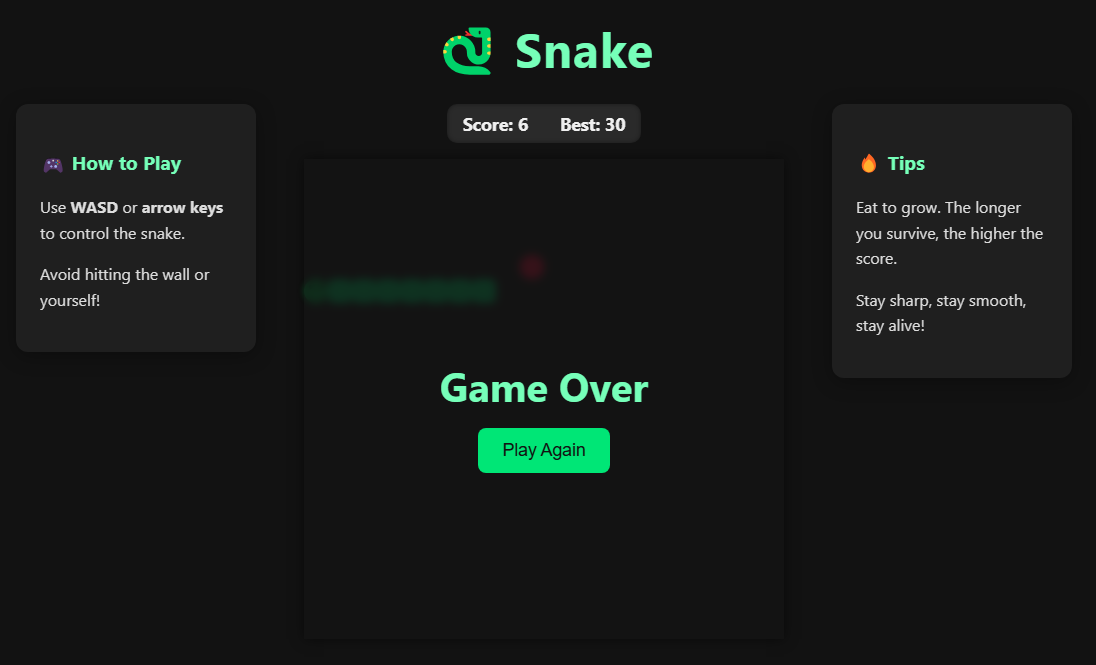 Snake
Score: 6 Best: 30
How to Play
Use WASD or arrow keys
to control the snake.
Avoid hitting the wall or
yourself!
Game Over
Play Again
Tips
Eat to grow. The longer
you survive, the higher the
score.
Stay sharp, stay smooth,
stay alive!